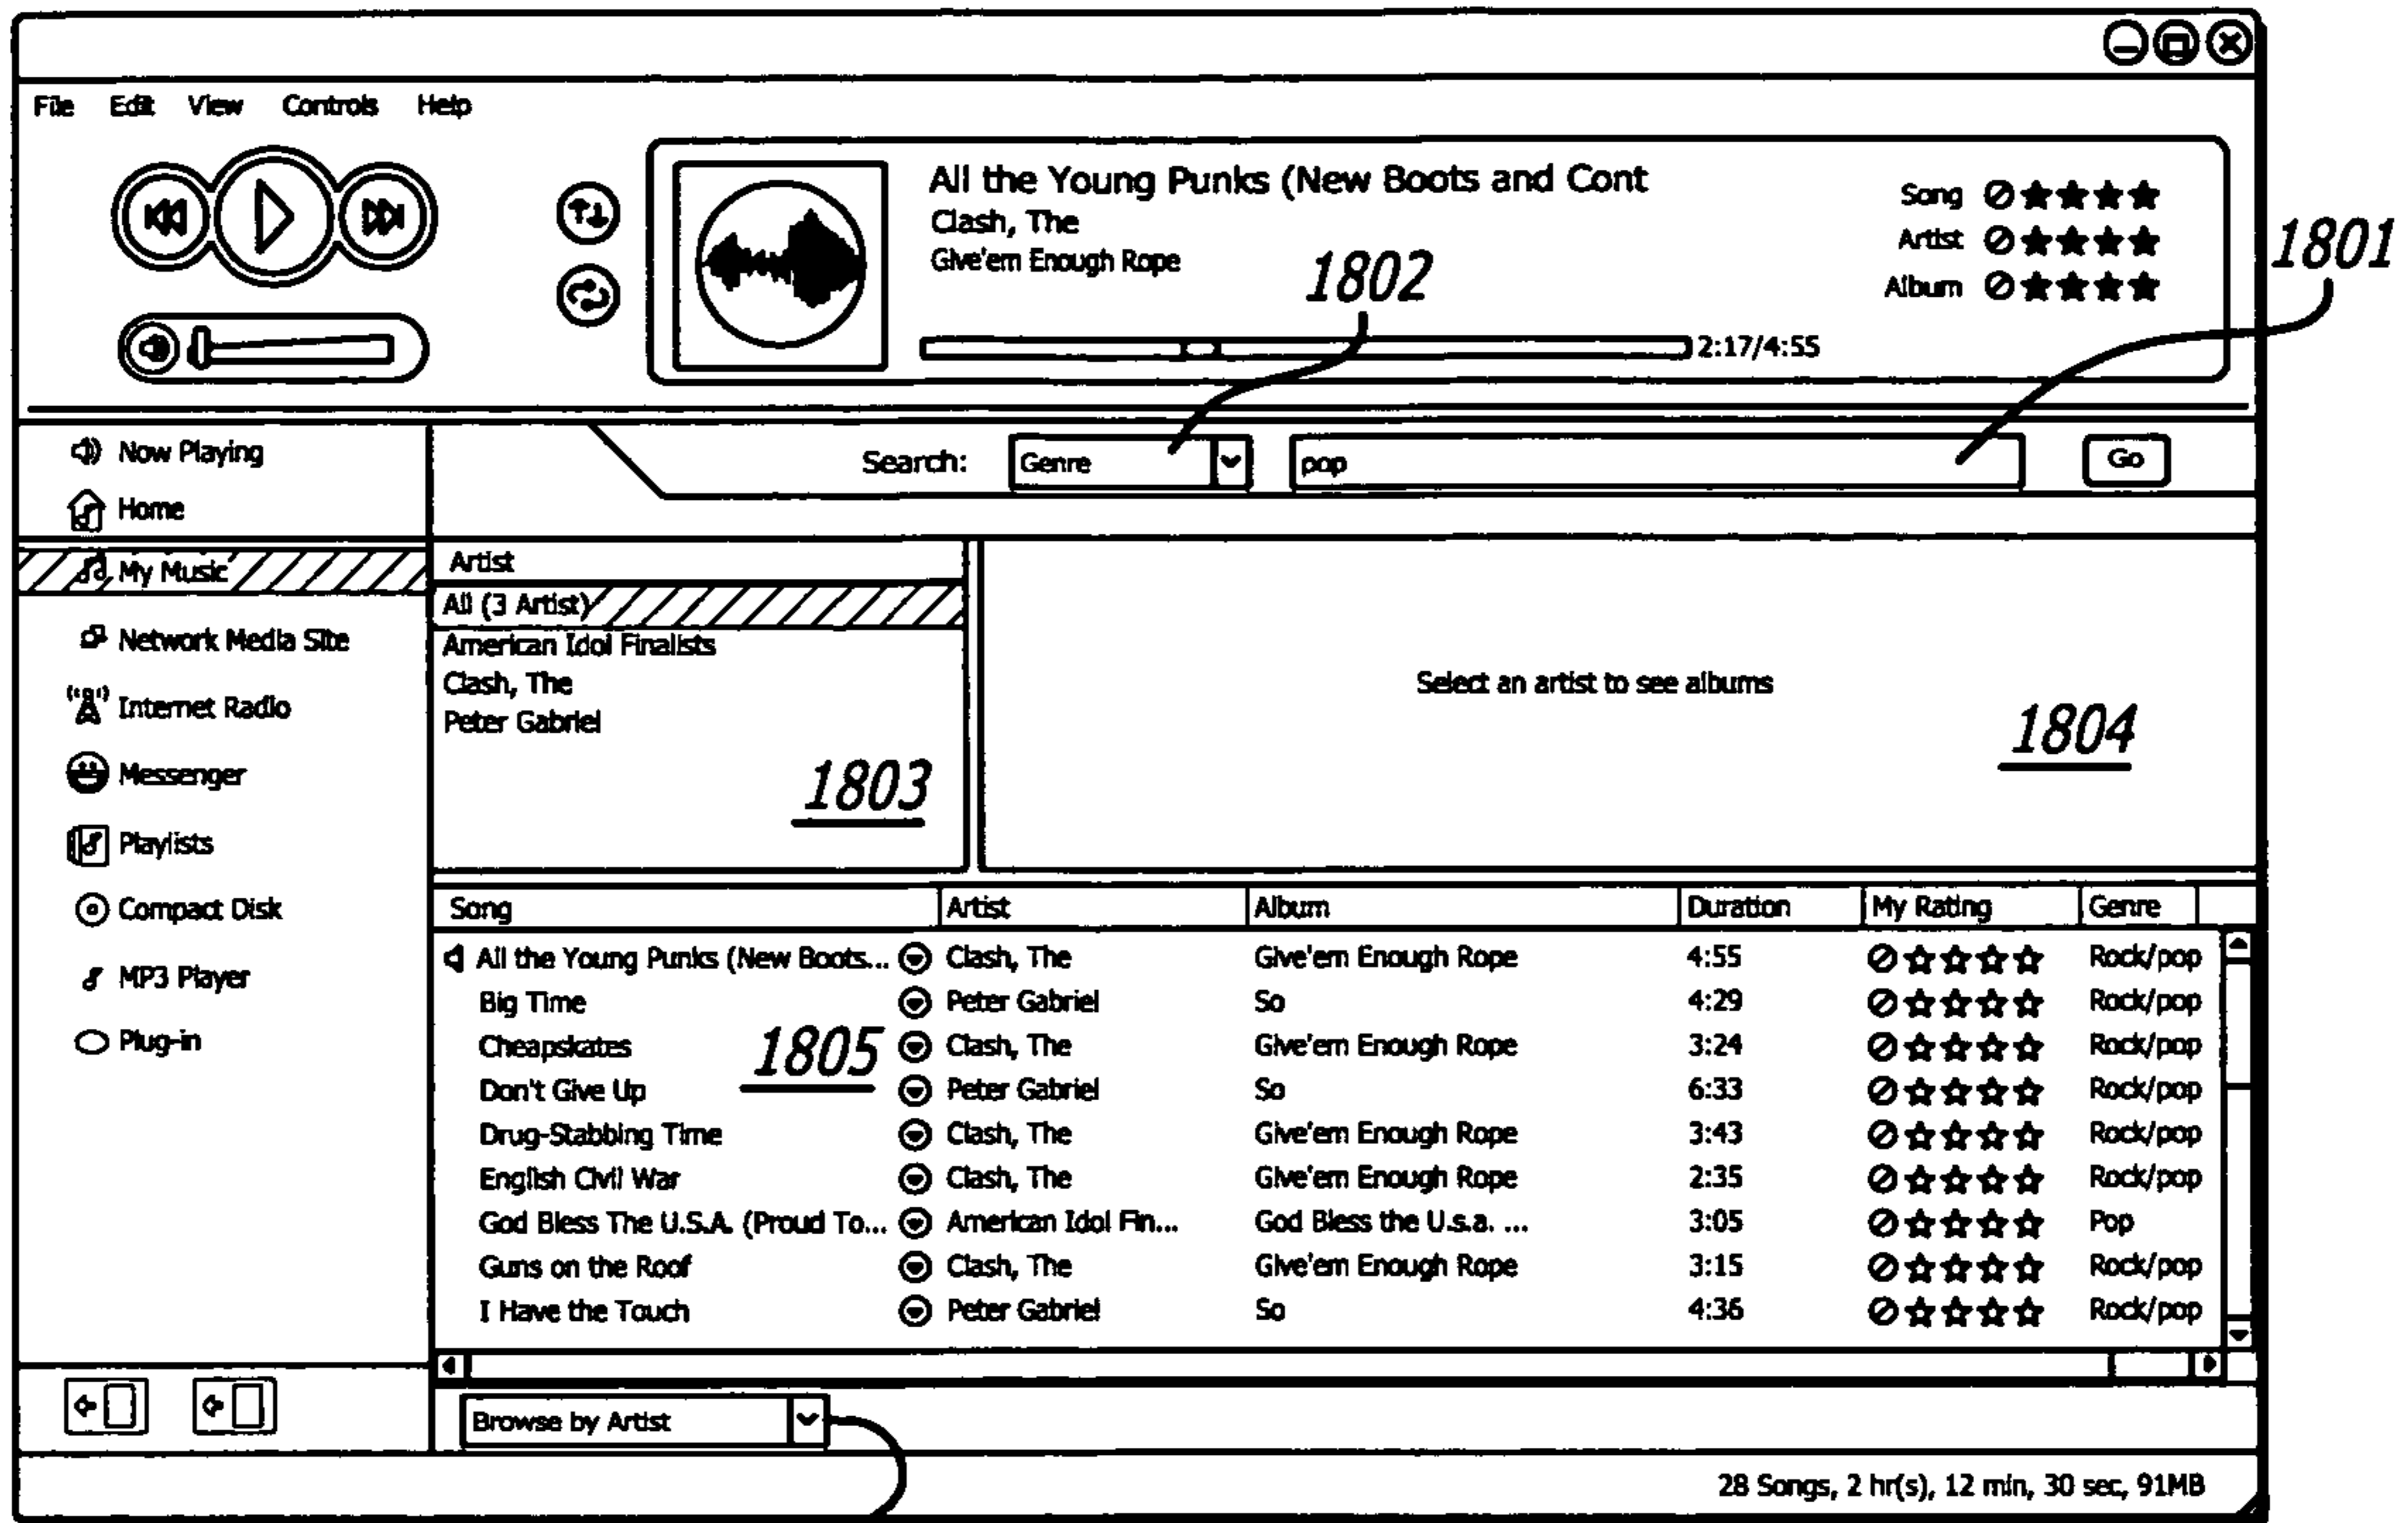 File Edit View Controls Help
All the Young Punks (New Boots and Cont
Clash, The
Give'em Enough Rope
Song
Artist
Album
1801
1802
2:17/4:55
Search: Genre pop Go
Now Playing
Home
My Music
Network Media Site
Internet Radio
Messenger
Playlists
Compact Disk
MP3 Player
Plug-in
Artist
All (3 Artist)
American Idol Finalists
Clash, The
Peter Gabriel
1803
Select an artist to see albums
1804
Song Artist Album Duration My Rating Genre
All the Young Punks (New Boots... Clash, The Give'em Enough Rope 4:55 Rock/pop
Big Time Peter Gabriel So 4:29 Rock/pop
Cheapskates Clash, The Give'em Enough Rope 3:24 Rock/pop
1805
Don't Give Up Peter Gabriel So 6:33 Rock/pop
Drug-Stabbing Time Clash, The Give'em Enough Rope 3:43 Rock/pop
English Civil War Clash, The Give'em Enough Rope 2:35 Rock/pop
God Bless The U.S.A. (Proud To... American Idol Fin... God Bless the U.s.a. ... 3:05 Pop
Guns on the Roof Clash, The Give'em Enough Rope 3:15 Rock/pop
I Have the Touch Peter Gabriel So 4:36 Rock/pop
Browse by Artist
28 Songs, 2 hr(s), 12 min, 30 sec, 91MB